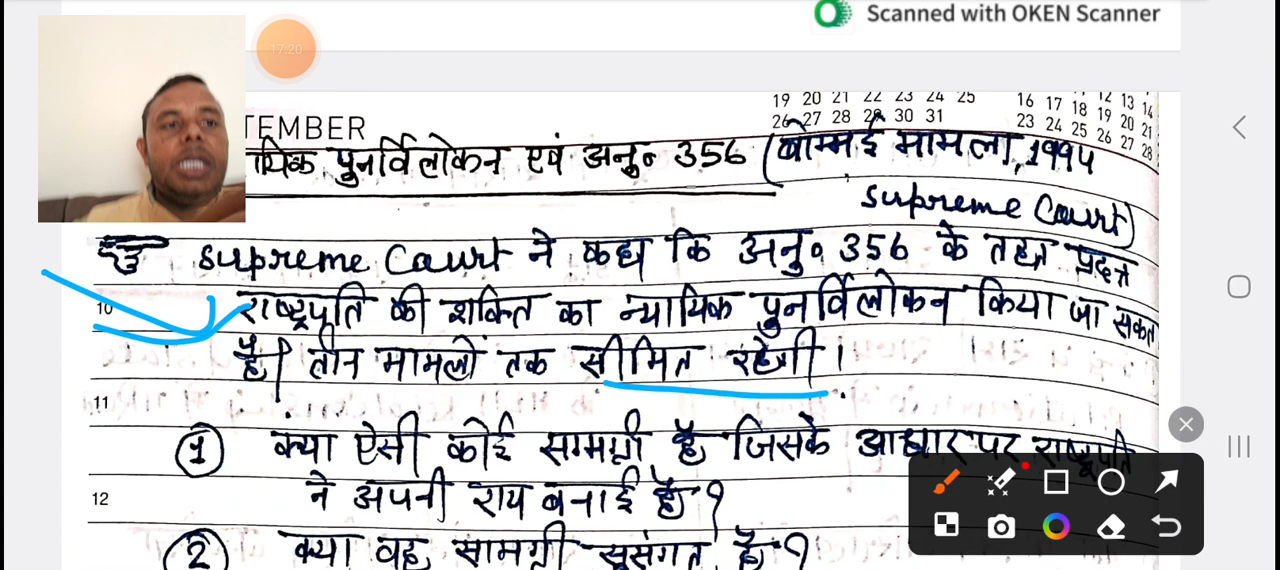 Scanned with OKEN Scanner
17:20
19 20 21 22 23 24 25
26 27 28 29 30 31
16 17 18 19 20 21
23 24 25 26 27 28
TEMBER
यिक पुनर्विलोकन एवं अनु० 356 (बोम्मई मामला, 1994
Supreme Court)
Supreme Court ने कहा कि अनु० 356 के तहत प्रदत्त
10 राष्ट्रपति की शक्ति का न्यायिक पुनर्विलोकन किया जा सकत
है। तीन मामलों तक सीमित रहेगी।
11
① क्या ऐसी कोई सामग्री है जिसके आधार पर राष्ट्रपति
12 ने अपनी राय बनाई है?
② क्या वह सामग्री सुसंगत है?